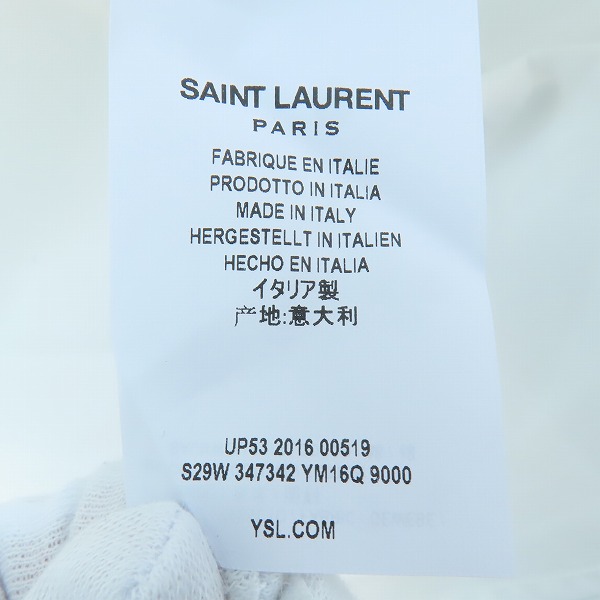 SAINT LAURENT
PARIS
FABRIQUE EN ITALIE
PRODOTTO IN ITALIA
MADE IN ITALY
HERGESTELLT IN ITALIEN
HECHO EN ITALIA
イタリア製
产地:意大利
UP53 2016 00519
S29W 347342 YM16Q 9000
YSL.COM